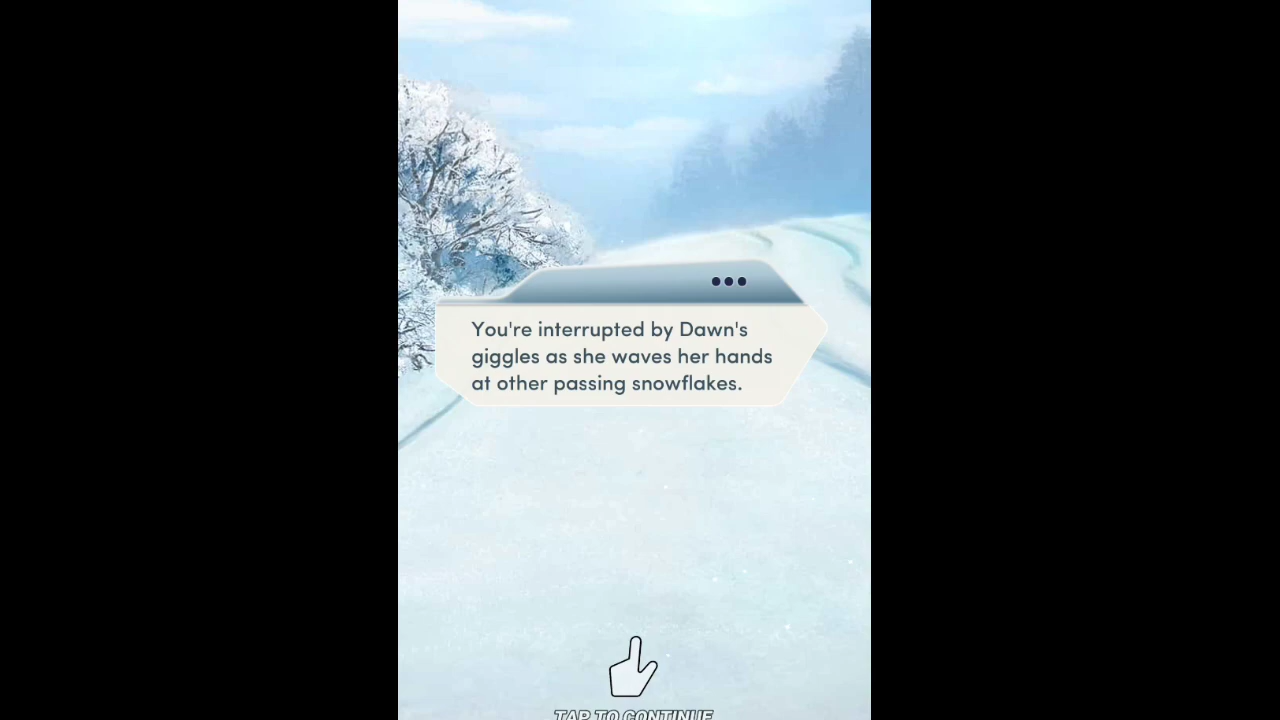 You're interrupted by Dawn's
giggles as she waves her hands
at other passing snowflakes.
TAP TO CONTINUE